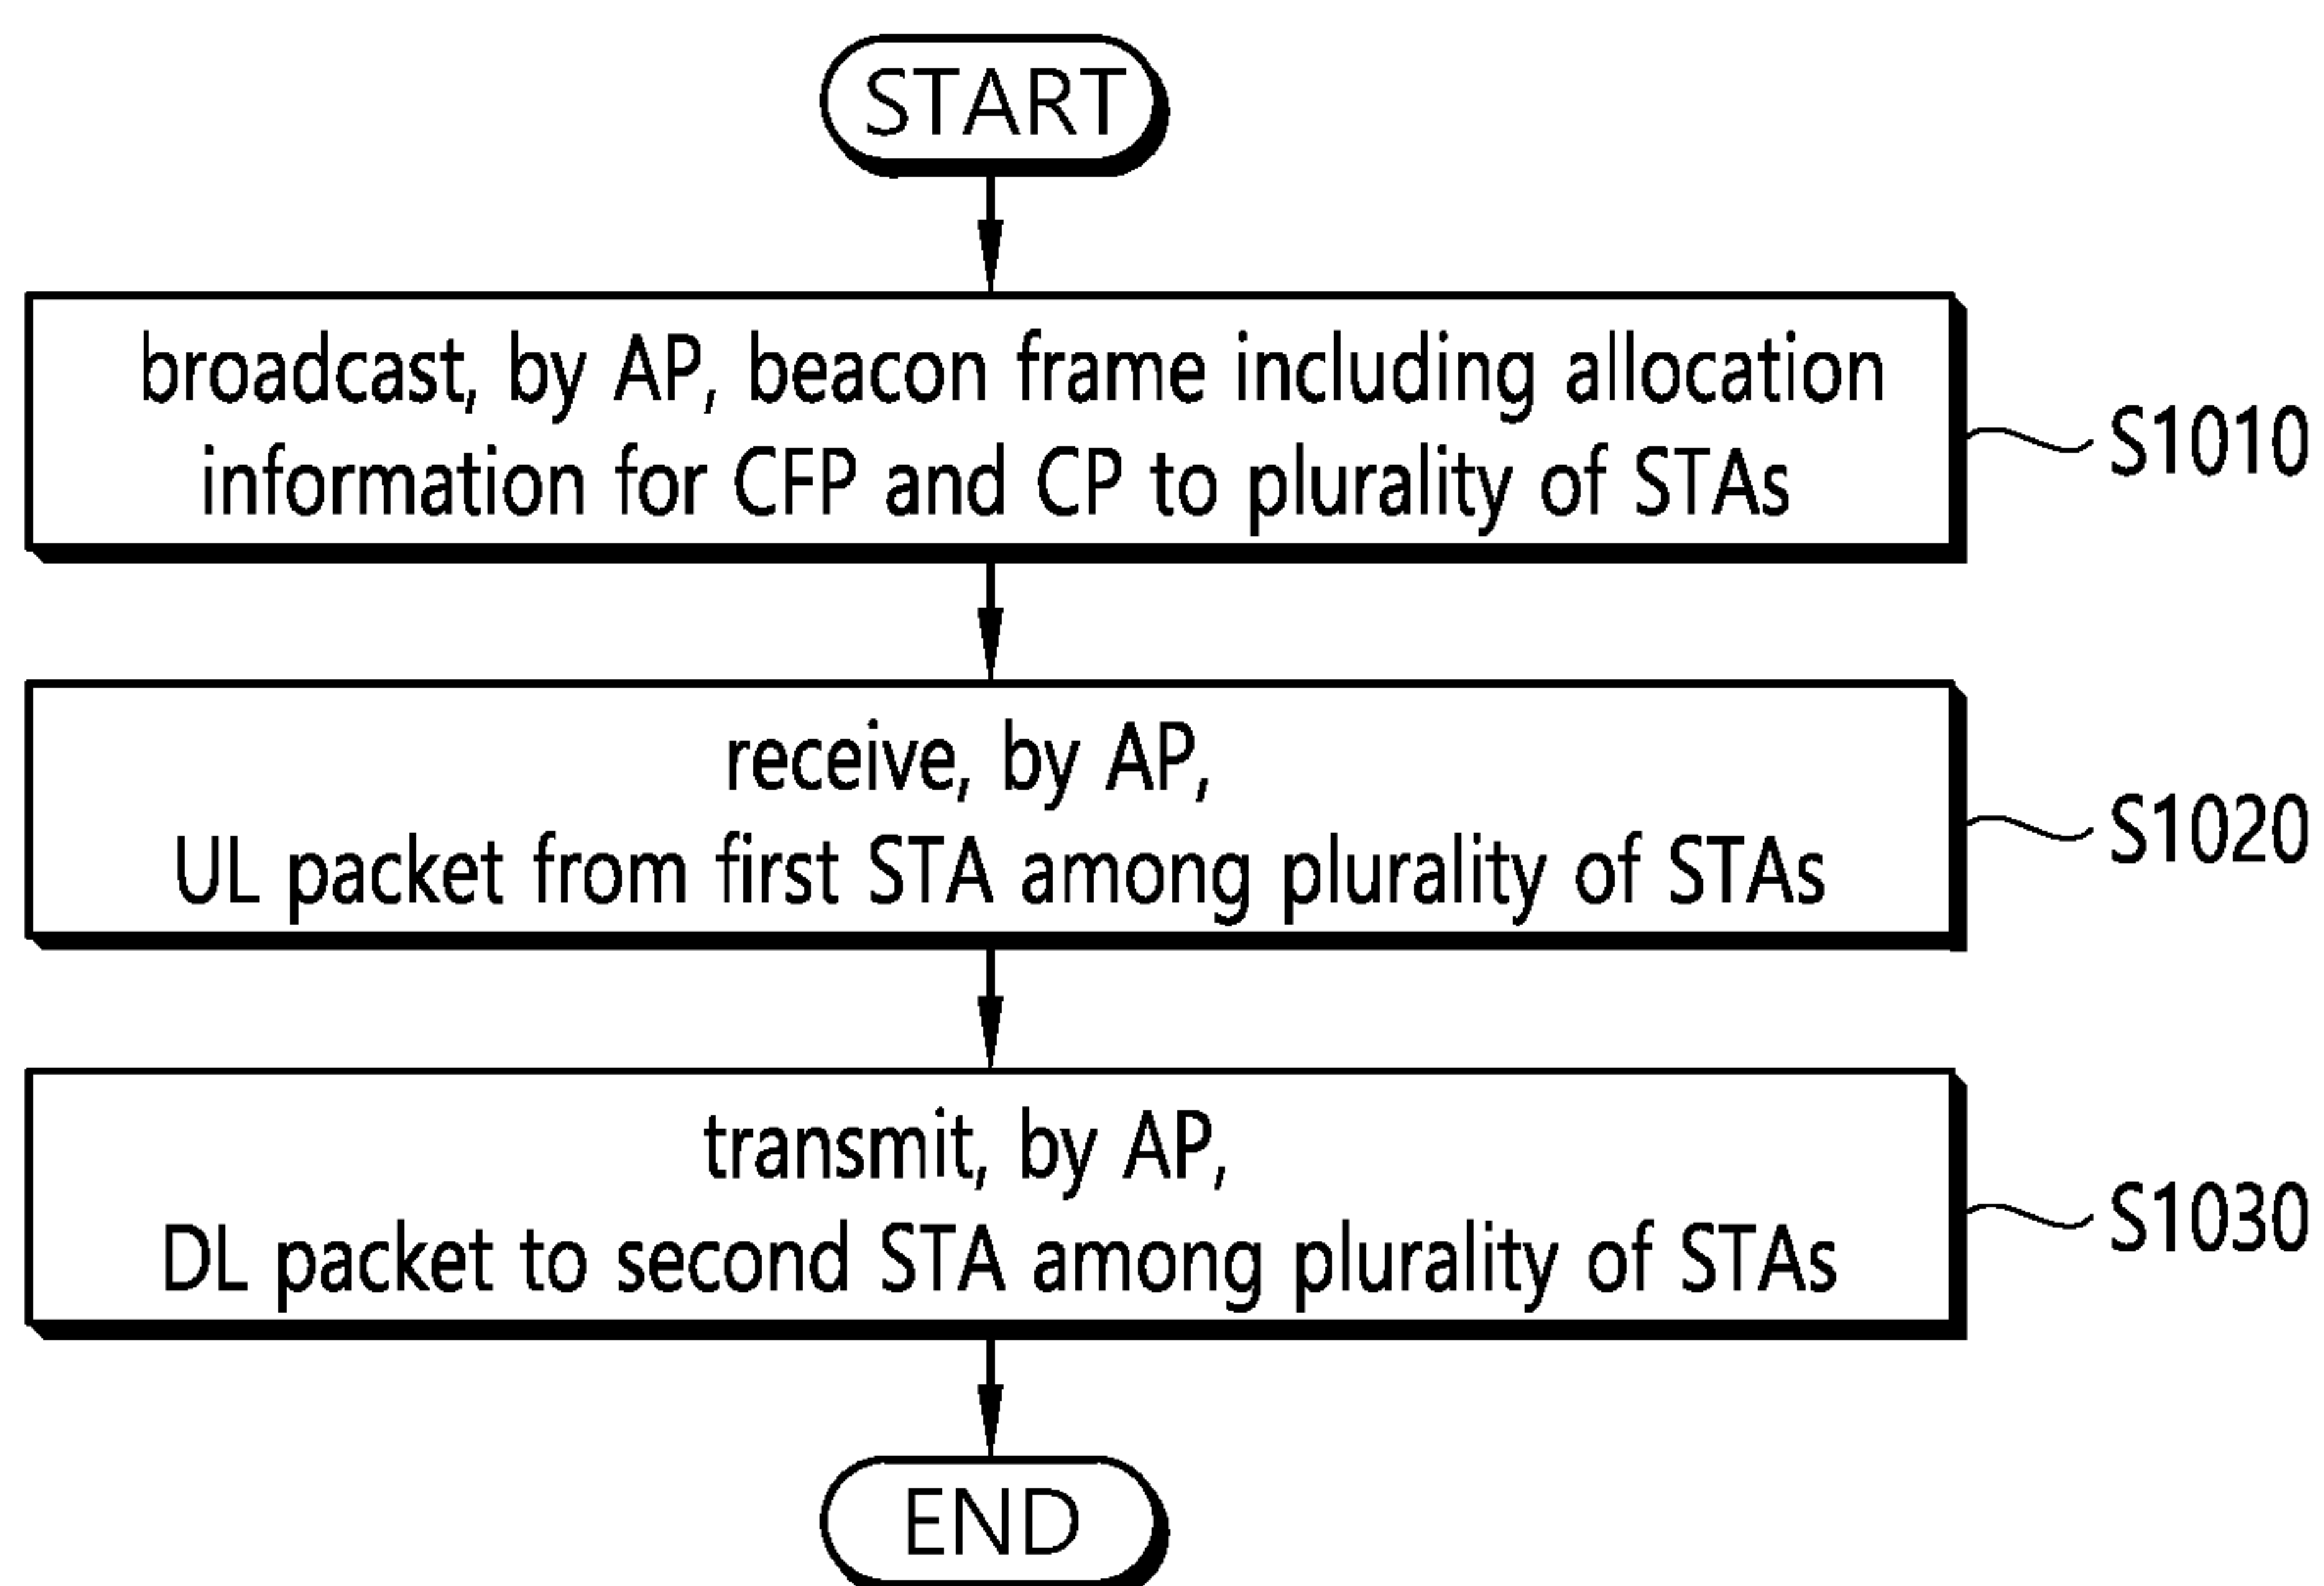 START
broadcast, by AP, beacon frame including allocation
information for CFP and CP to plurality of STAs
S1010
receive, by AP,
UL packet from first STA among plurality of STAs
S1020
transmit, by AP,
DL packet to second STA among plurality of STAs
S1030
END